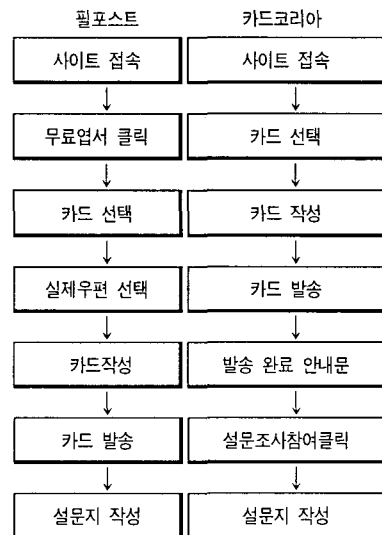 필포스트 카드코리아
사이트 접속 사이트 접속
무료엽서 클릭 카드 선택
카드 선택 카드 작성
실제우편 선택 카드 발송
카드작성 발송 완료 안내문
카드 발송 설문조사참여클릭
설문지 작성 설문지 작성